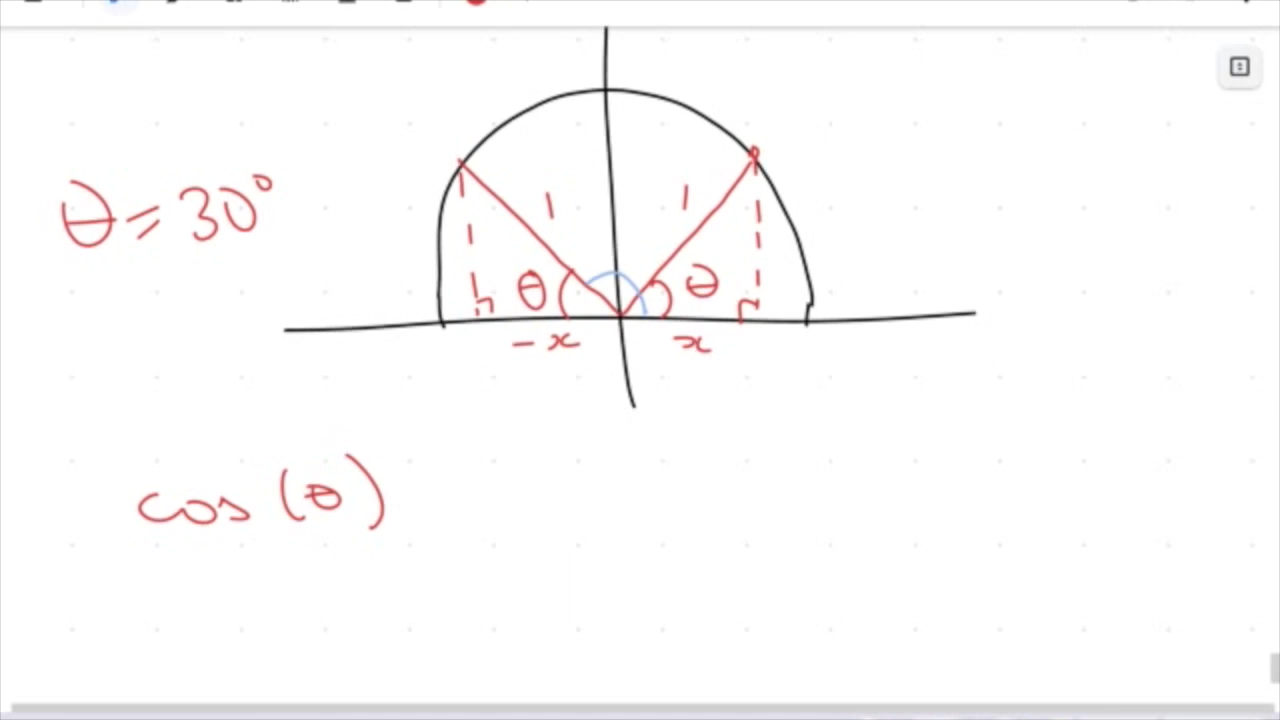 1 1
θ = 30°
θ θ
- x x
cos (θ)